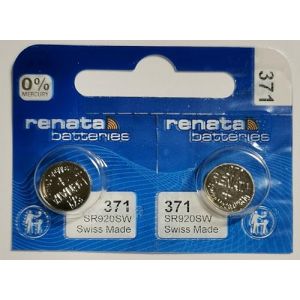 0%
MERCURY
371
renata
batteries
renata
batteries
371
SR920SW
Swiss Made
371
SR920SW
Swiss Made